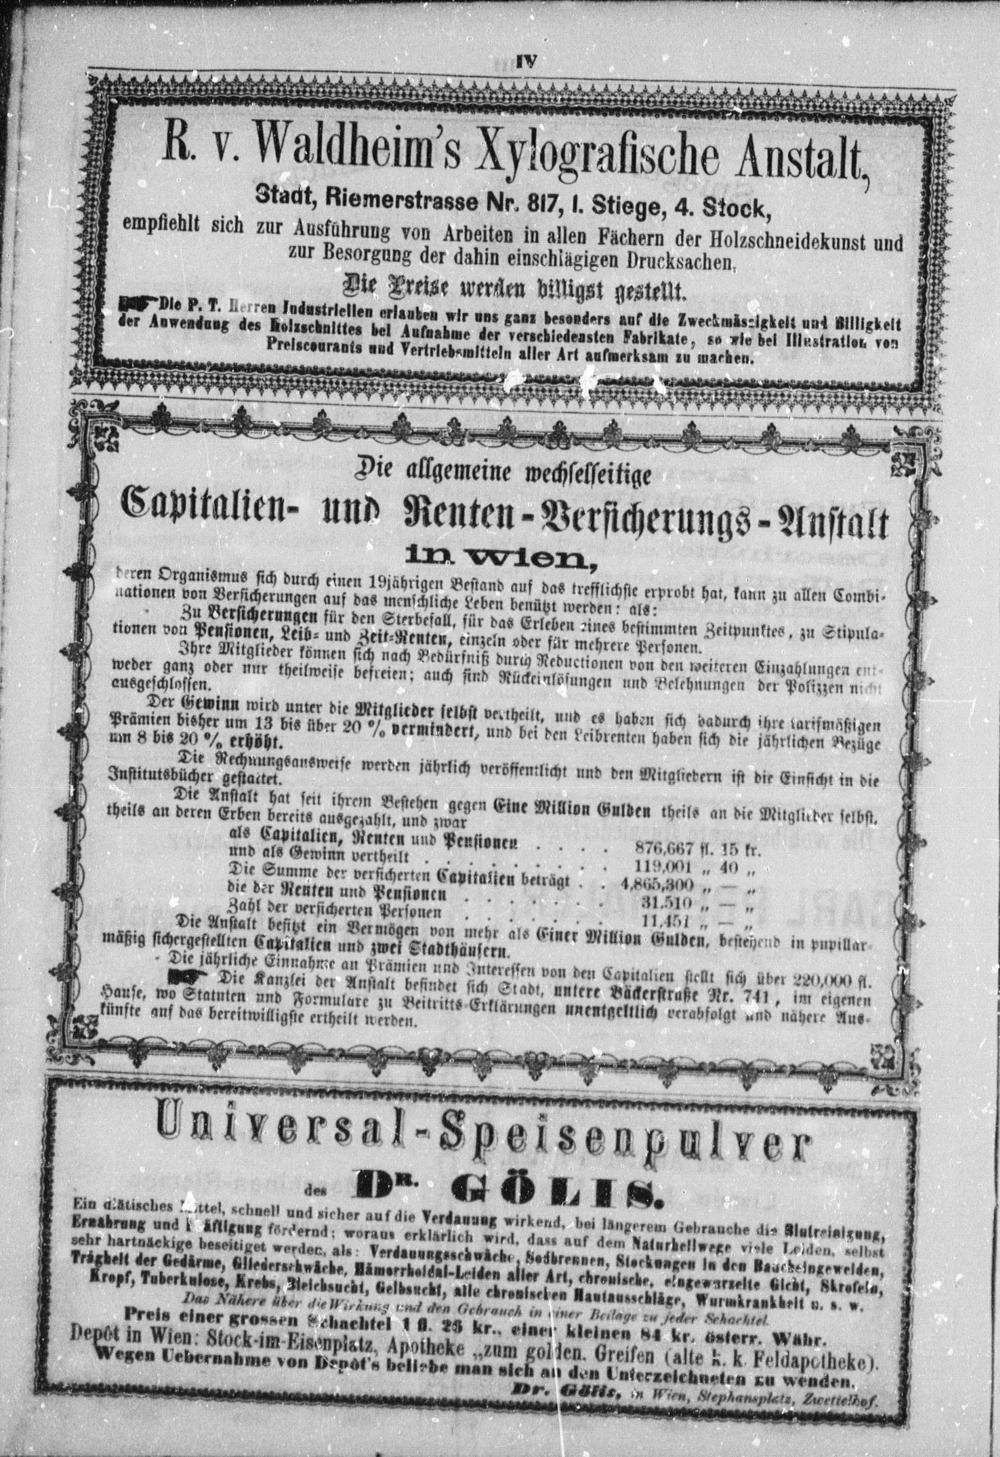 IV
R. v. Waldheim's Xylografische Anstalt,
Stadt, Riemerstrasse Nr. 817, I. Stiege, 4. Stock,
empfiehlt sich zur Ausführung von Arbeiten in allen Fächern der Holzschneidekunst und
zur Besorgung der dahin einschlägigen Drucksachen.
Die Preise werden billigst gestellt.
Die P. T. Herren Industriellen erlauben wir uns ganz besonders auf die Zweckmässigkeit und Billigkeit
der Anwendung des Holzschnittes bei Aufnahme der verschiedensten Fabrikate, so wie bei Illustration von
Preiscourants und Vertriebsmitteln aller Art aufmerksam zu machen.
Die allgemeine wechselseitige
Capitalien- und Renten-Versicherungs-Anstalt
in Wien,
deren Organismus sich durch einen 19jährigen Bestand auf das trefflichste erprobt hat, kann zu allen Combi-
nationen von Versicherungen auf das menschliche Leben benützt werden: als:
Zu Versicherungen für den Sterbefall, für das Erleben eines bestimmten Zeitpunktes, zu Stipula-
tionen von Pensionen, Leib- und Zeit-Renten, einzeln oder für mehrere Personen.
Ihre Mitglieder können sich nach Bedürfniß durch Reductionen von den weiteren Einzahlungen ent-
weder ganz oder nur theilweise befreien; auch sind Rückeinlösungen und Belehnungen der Polizzen nicht
ausgeschlossen.
Der Gewinn wird unter die Mitglieder selbst vertheilt, und es haben sich dadurch ihre tarifmäßigen
Prämien bisher um 13 bis über 20 % vermindert, und bei den Leibrenten haben sich die jährlichen Bezüge
um 8 bis 20 % erhöht.
Die Rechnungsausweise werden jährlich veröffentlicht und den Mitgliedern ist die Einsicht in die
Institutsbücher gestattet.
Die Anstalt hat seit ihrem Bestehen gegen Eine Million Gulden theils an die Mitglieder selbst,
theils an deren Erben bereits ausgezahlt, und zwar
als Capitalien, Renten und Pensionen . . . . 876,667 fl. 15 kr.
und als Gewinn vertheilt . . . . . . . 119,001 „ 40 „
Die Summe der versicherten Capitalien beträgt . . 4,865,300 „ — „
die der Renten und Pensionen . . . . . . 31,510 „ — „
Zahl der versicherten Personen . . . . . . 11,451 „ — „
Die Anstalt besitzt ein Vermögen von mehr als Einer Million Gulden, bestehend in pupillar-
mäßig sichergestellten Capitalien und zwei Stadthäusern.
Die jährliche Einnahme an Prämien und Interessen von den Capitalien stellt sich über 220,000 fl.
Die Kanzlei der Anstalt befindet sich Stadt, untere Bäckerstraße Nr. 741, im eigenen
Hause, wo Statuten und Formulare zu Beitritts-Erklärungen unentgeltlich verabfolgt und nähere Aus-
künfte auf das bereitwilligste ertheilt werden.
Universal-Speisenpulver
des DR. GÖLIS.
Ein diätisches Mittel, schnell und sicher auf die Verdauung wirkend, bei längerem Gebrauche die Blutreinigung,
Ernährung und Kräftigung fördernd; woraus erklärlich wird, dass auf dem Naturheilwege viele Leiden, selbst
sehr hartnäckige beseitiget werden, als: Verdauungsschwäche, Sodbrennen, Stockungen in den Baucheingeweiden,
Trägheit der Gedärme, Gliederschwäche, Hämorrhoidal-Leiden aller Art, chronische, eingewurzelte Gicht, Skrofeln,
Kropf, Tuberkulose, Krebs, Bleichsucht, Gelbsucht, alle chronischen Hautausschläge, Wurmkrankheit u. s. w.
Das Nähere über die Wirkung und den Gebrauch in einer Beilage zu jeder Schachtel.
Preis einer grossen Schachtel 1 fl. 25 kr., einer kleinen 84 kr. österr. Währ.
Depôt in Wien: Stock-im-Eisenplatz, Apotheke „zum golden. Greifen (alte k. k. Feldapotheke).
Wegen Uebernahme von Depôt's beliebe man sich an den Unterzeichneten zu wenden.
Dr. Gölis, in Wien, Stephansplatz, Zwettelhof.